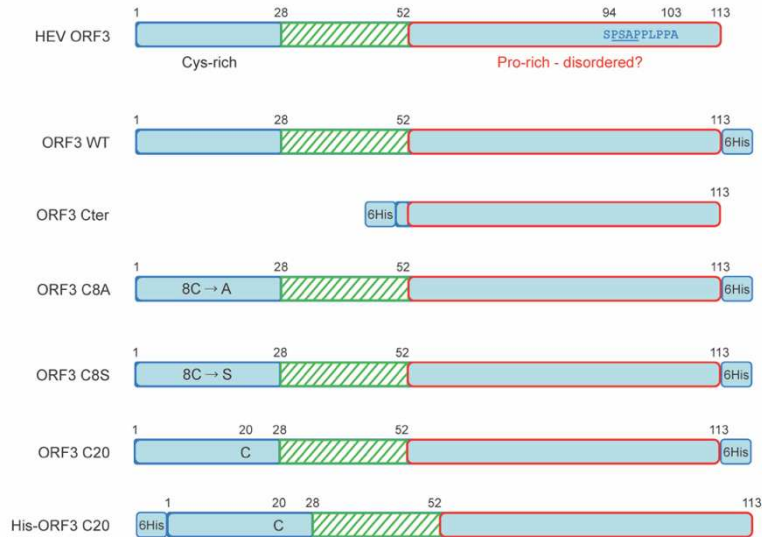 1 28 52 94 103 113
HEV ORF3 SPSAPPLPPA
Cys-rich Pro-rich - disordered?
1 28 52 113
ORF3 WT 6His
113
ORF3 Cter 6His
1 28 52 113
ORF3 C8A 8C → A 6His
1 28 52 113
ORF3 C8S 8C → S 6His
1 20 28 52 113
ORF3 C20 C 6His
1 20 28 52 113
His-ORF3 C20 6His C